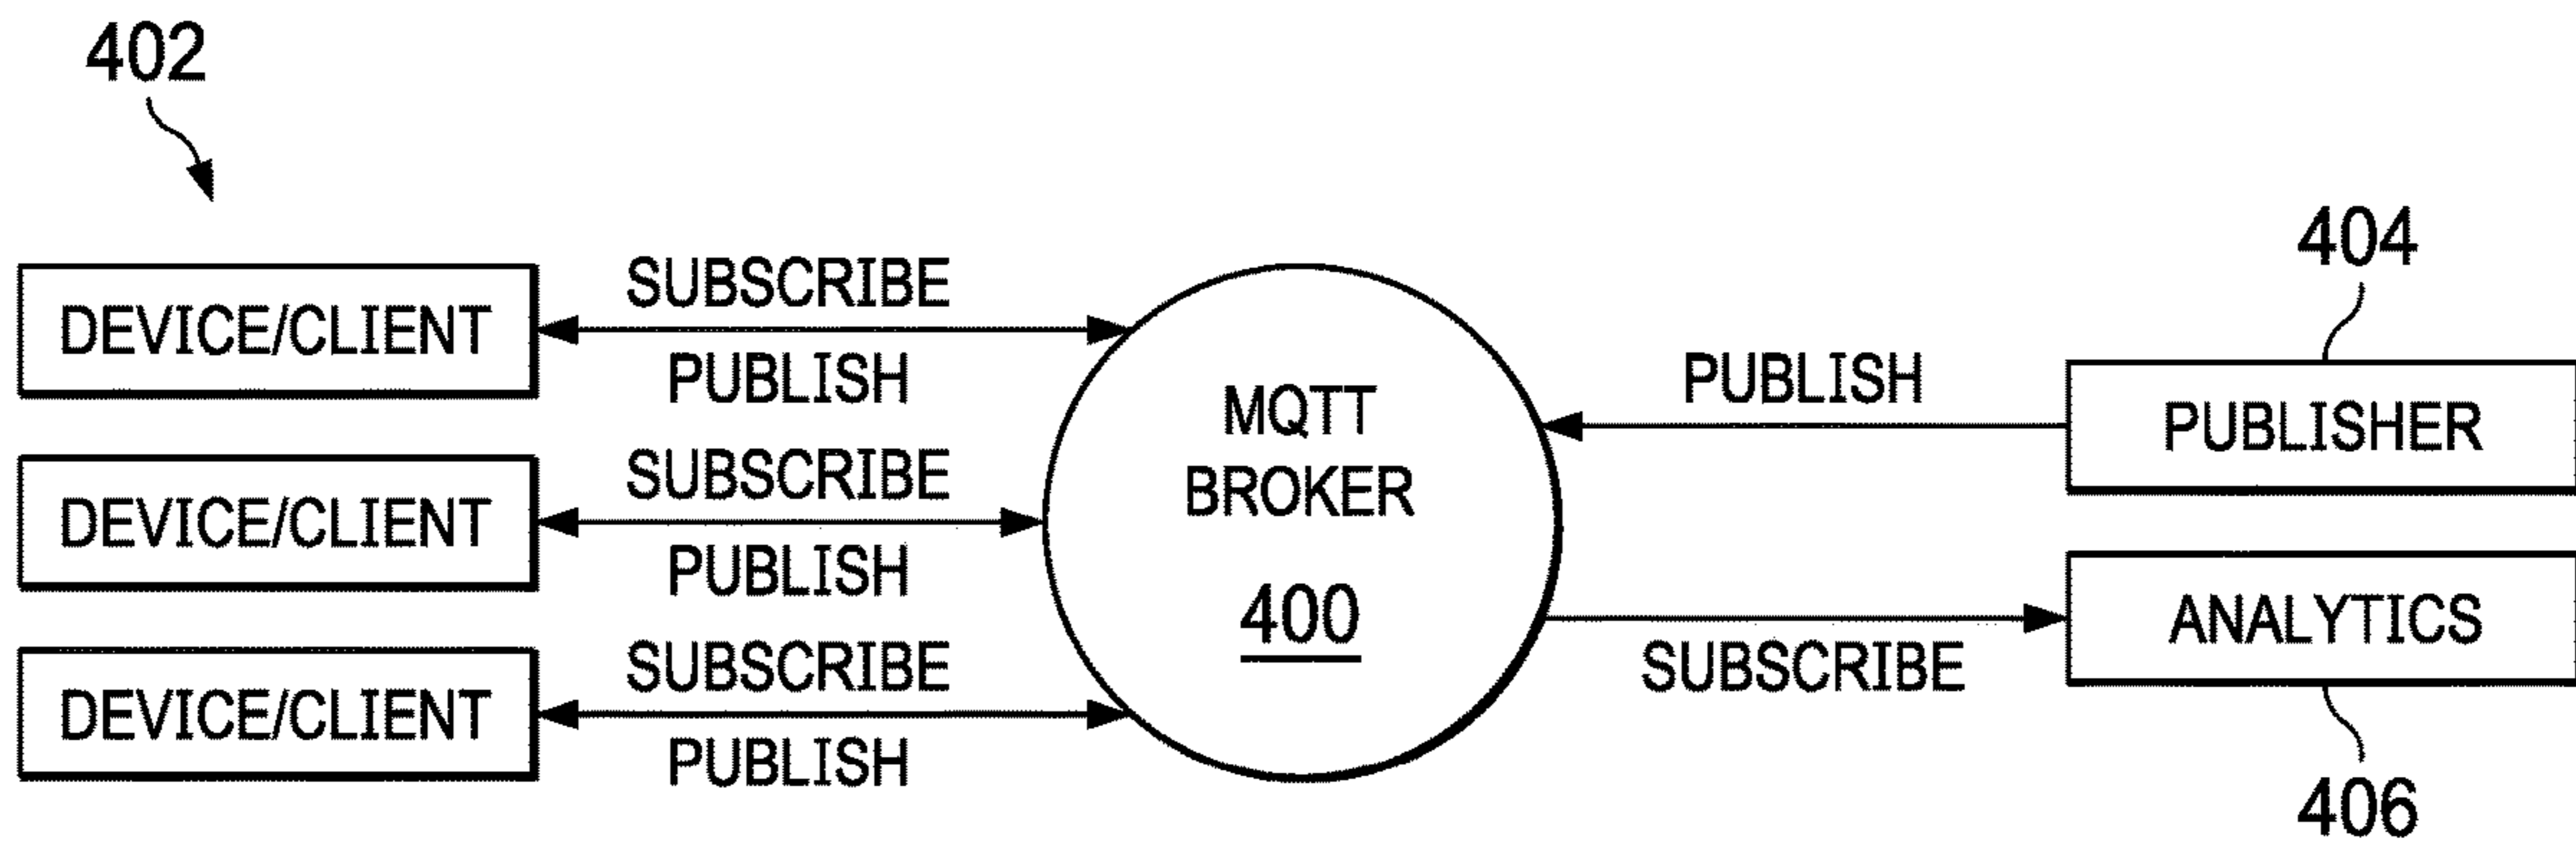 402
DEVICE/CLIENT
SUBSCRIBE
PUBLISH
DEVICE/CLIENT
SUBSCRIBE
PUBLISH
DEVICE/CLIENT
SUBSCRIBE
PUBLISH
MQTT
BROKER
400
PUBLISH
404
PUBLISHER
SUBSCRIBE
ANALYTICS
406